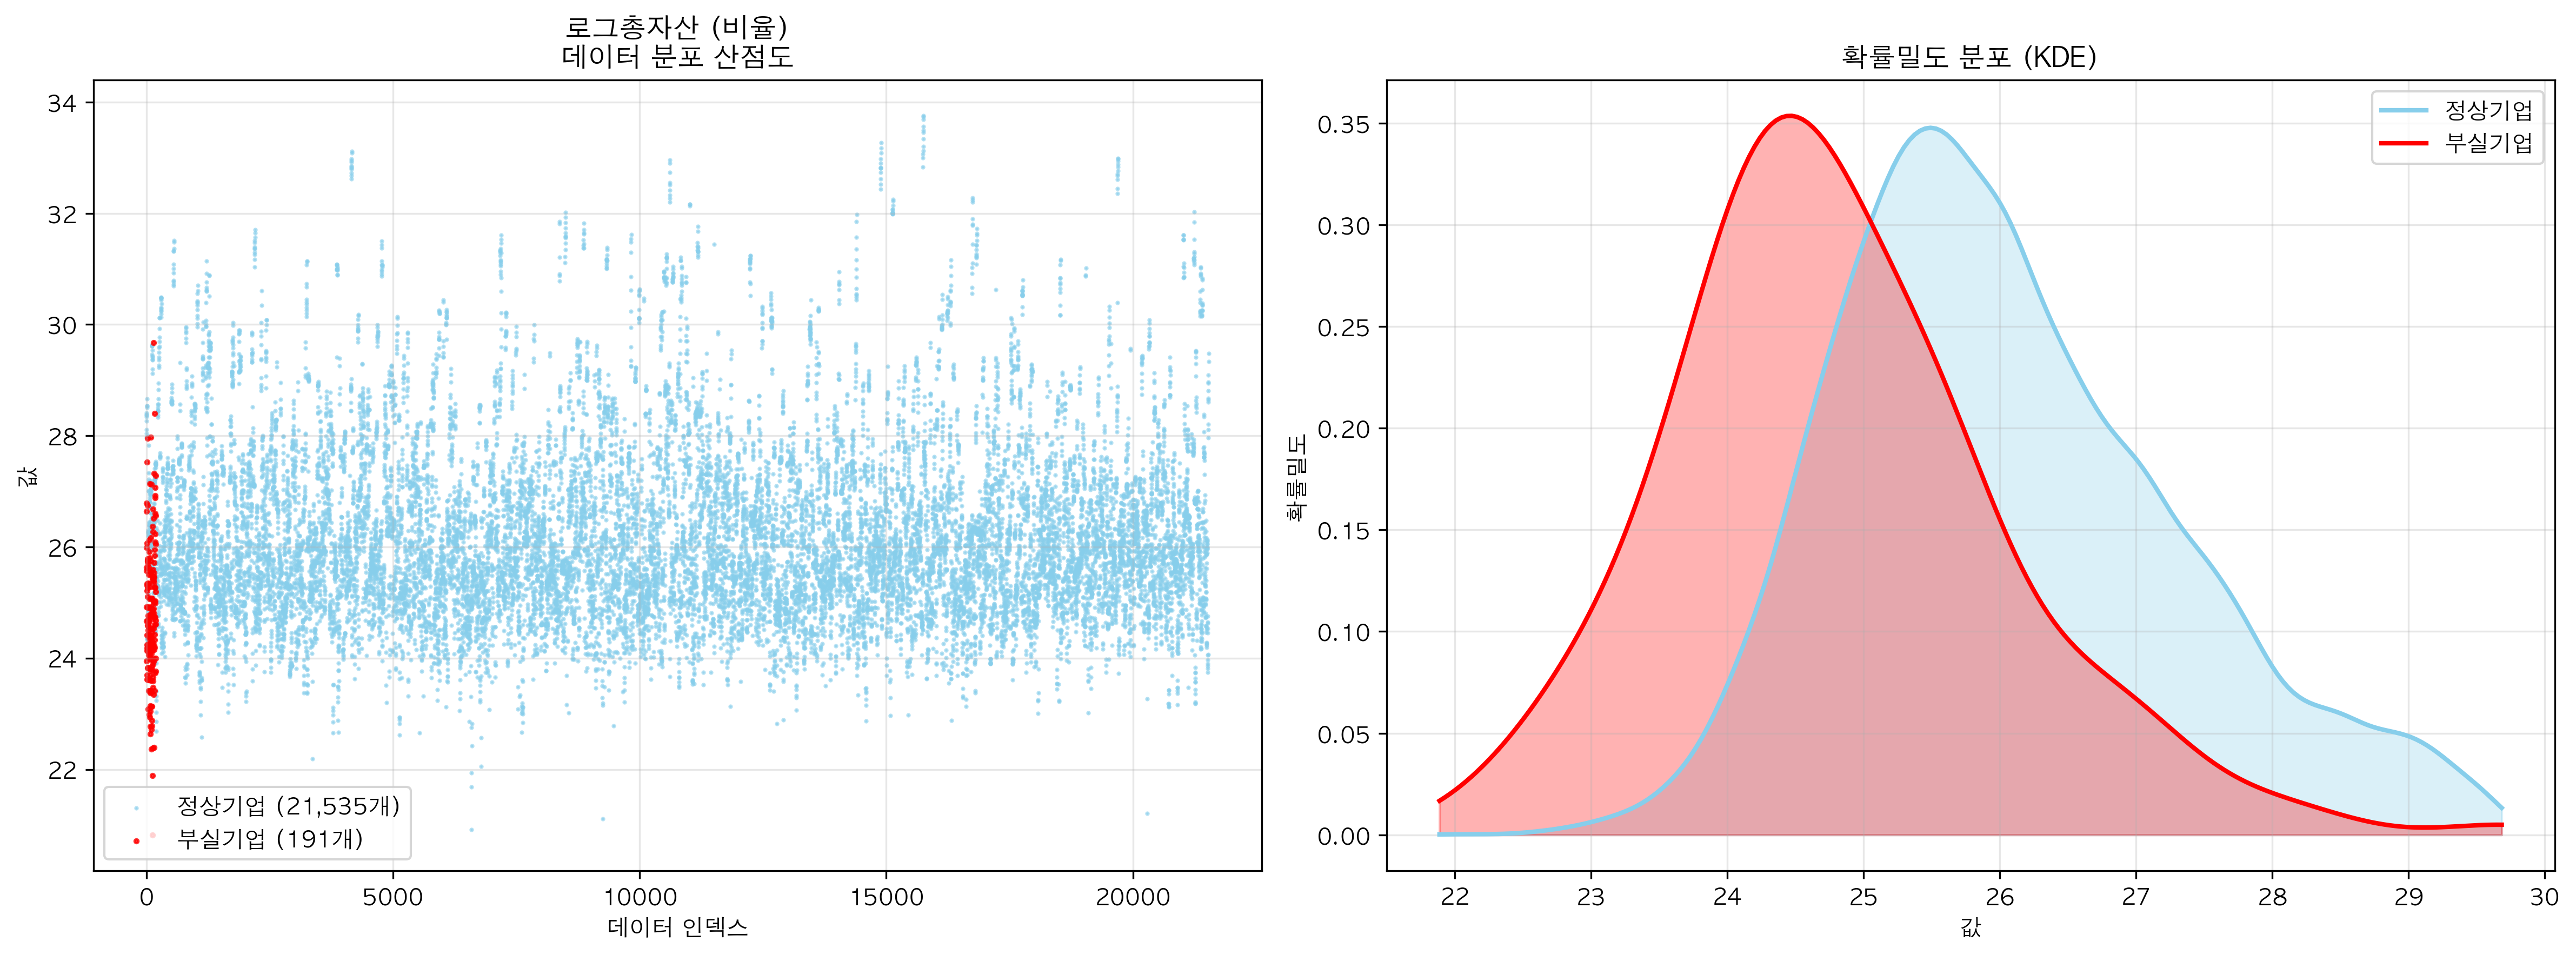 로그총자산 (비율)
데이터 분포 산점도
값
34
32
30
28
26
24
22
정상기업 (21,535개)
부실기업 (191개)
0
5000
10000
15000
20000
데이터 인덱스
확률밀도 분포 (KDE)
확률밀도
0.35
0.30
0.25
0.20
0.15
0.10
0.05
0.00
정상기업
부실기업
22
23
24
25
26
27
28
29
30
값